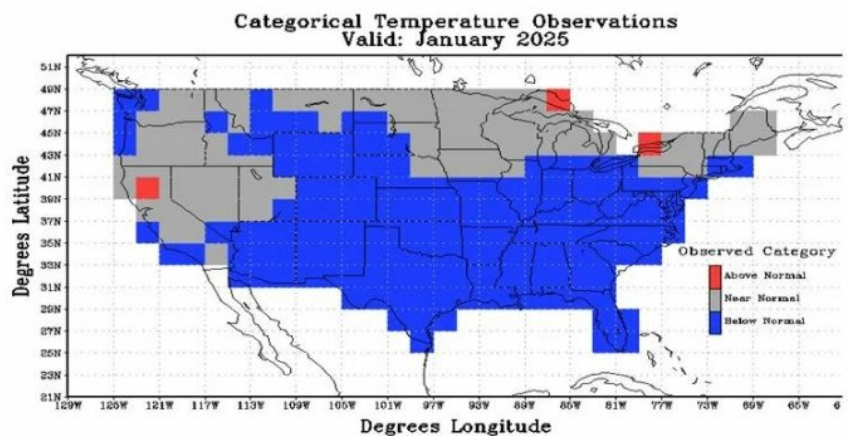 Categorical Temperature Observations
Valid: January 2025
Degrees Latitude
51N
49N
47N
45N
43N
41N
39N
37N
35N
33N
31N
29N
27N
25N
23N
21N
129W
125W
121W
117W
113W
109W
105W
101W
97W
93W
89W
85W
81W
77W
73W
69W
65W
6
Degrees Longitude
Observed Category
Above Normal
Near Normal
Below Normal